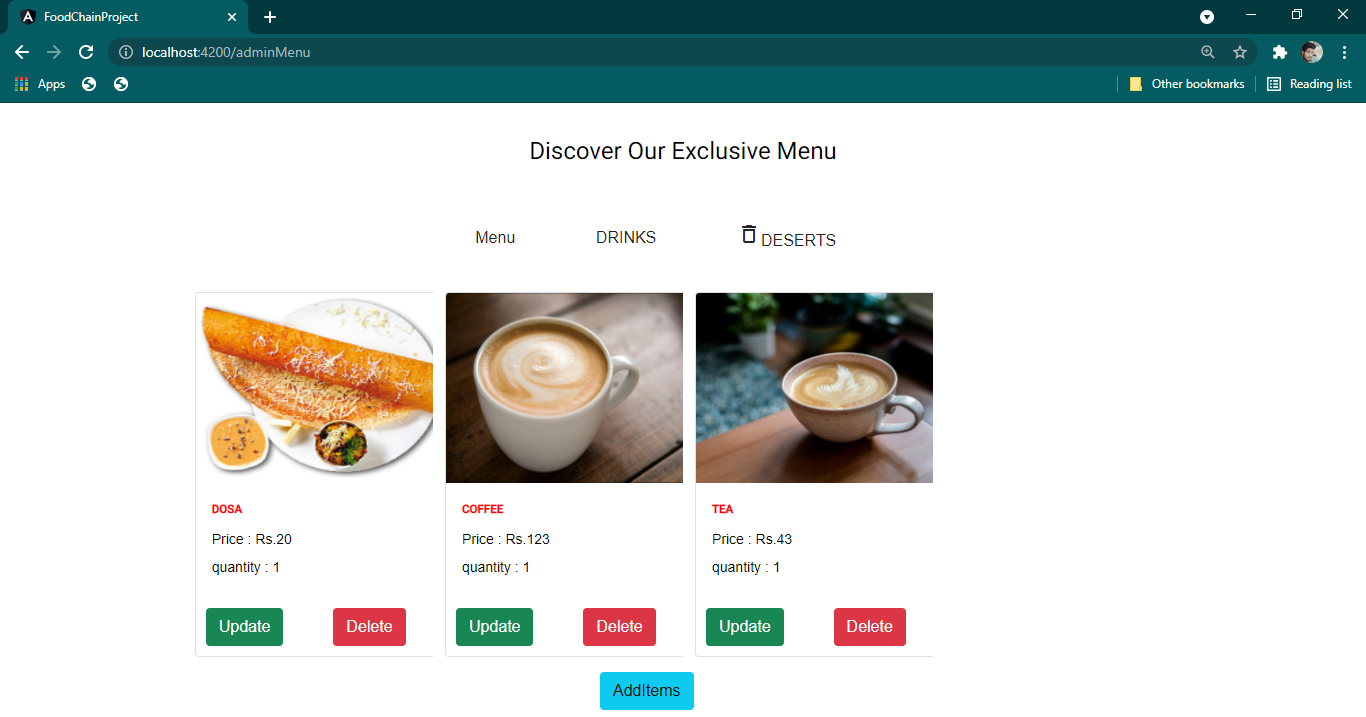 FoodChainProject
localhost:4200/adminMenu
Apps
Other bookmarks
Reading list
Discover Our Exclusive Menu
Menu DRINKS DESERTS
DOSA
Price : Rs.20
quantity : 1
Update Delete
COFFEE
Price : Rs.123
quantity : 1
Update Delete
TEA
Price : Rs.43
quantity : 1
Update Delete
AddItems